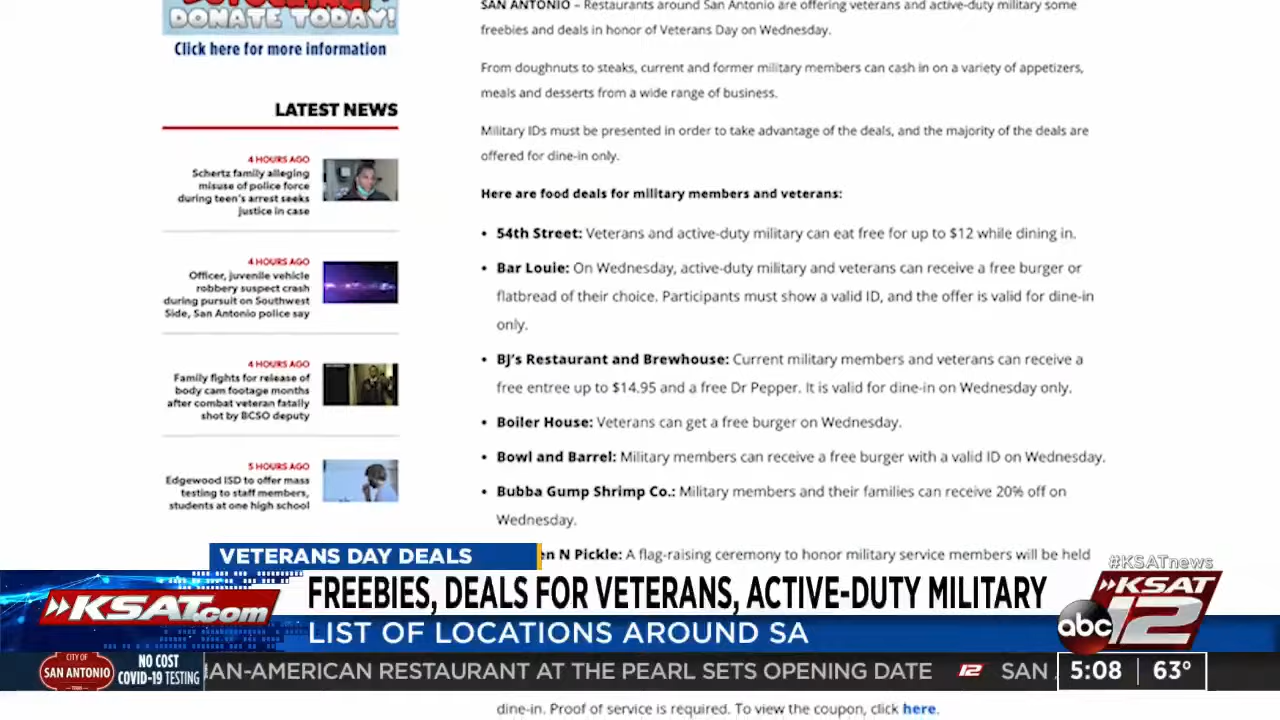 DONATE TODAY!
Click here for more information
LATEST NEWS
4 HOURS AGO
Schertz family alleging
misuse of police force
during teen's arrest seeks
justice in case
4 HOURS AGO
Officer, juvenile vehicle
robbery suspect crash
during pursuit on Southwest
Side, San Antonio police say
4 HOURS AGO
Family fights for release of
body cam footage months
after combat veteran fatally
shot by BCSO deputy
5 HOURS AGO
Edgewood ISD to offer mass
testing to staff members,
students at one high school
SAN ANTONIO – Restaurants around San Antonio are offering veterans and active-duty military some
freebies and deals in honor of Veterans Day on Wednesday.
From doughnuts to steaks, current and former military members can cash in on a variety of appetizers,
meals and desserts from a wide range of business.
Military IDs must be presented in order to take advantage of the deals, and the majority of the deals are
offered for dine-in only.
Here are food deals for military members and veterans:
• 54th Street: Veterans and active-duty military can eat free for up to $12 while dining in.
• Bar Louie: On Wednesday, active-duty military and veterans can receive a free burger or
flatbread of their choice. Participants must show a valid ID, and the offer is valid for dine-in
only.
• BJ's Restaurant and Brewhouse: Current military members and veterans can receive a
free entree up to $14.95 and a free Dr Pepper. It is valid for dine-in on Wednesday only.
• Boiler House: Veterans can get a free burger on Wednesday.
• Bowl and Barrel: Military members can receive a free burger with a valid ID on Wednesday.
• Bubba Gump Shrimp Co.: Military members and their families can receive 20% off on
Wednesday.
en N Pickle: A flag-raising ceremony to honor military service members will be held
#KSATnews
VETERANS DAY DEALS
FREEBIES, DEALS FOR VETERANS, ACTIVE-DUTY MILITARY
LIST OF LOCATIONS AROUND SA
KSAT.com
KSAT
abc 12
CITY OF
SAN ANTONIO
NO COST
COVID-19 TESTING
AN-AMERICAN RESTAURANT AT THE PEARL SETS OPENING DATE 12 SAN
5:08 63°
dine-in. Proof of service is required. To view the coupon, click here.